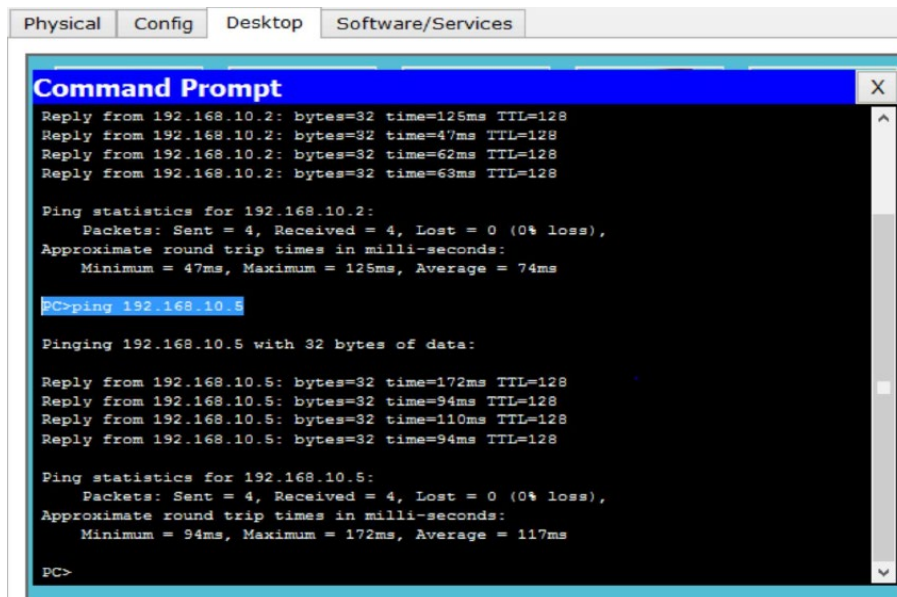 Physical Config Desktop Software/Services
Command Prompt X
Reply from 192.168.10.2: bytes=32 time=125ms TTL=128
Reply from 192.168.10.2: bytes=32 time=47ms TTL=128
Reply from 192.168.10.2: bytes=32 time=62ms TTL=128
Reply from 192.168.10.2: bytes=32 time=63ms TTL=128
Ping statistics for 192.168.10.2:
Packets: Sent = 4, Received = 4, Lost = 0 (0% loss),
Approximate round trip times in milli-seconds:
Minimum = 47ms, Maximum = 125ms, Average = 74ms
PC>ping 192.168.10.5
Pinging 192.168.10.5 with 32 bytes of data:
Reply from 192.168.10.5: bytes=32 time=172ms TTL=128
Reply from 192.168.10.5: bytes=32 time=94ms TTL=128
Reply from 192.168.10.5: bytes=32 time=110ms TTL=128
Reply from 192.168.10.5: bytes=32 time=94ms TTL=128
Ping statistics for 192.168.10.5:
Packets: Sent = 4, Received = 4, Lost = 0 (0% loss),
Approximate round trip times in milli-seconds:
Minimum = 94ms, Maximum = 172ms, Average = 117ms
PC>